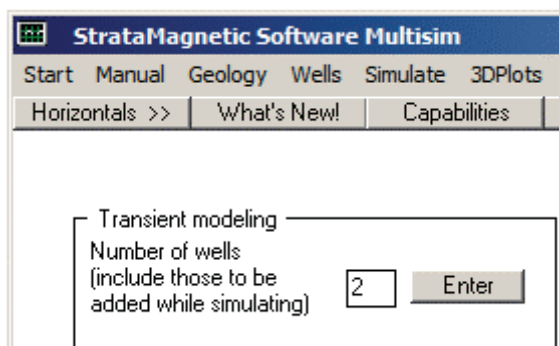 StrataMagnetic Software Multisim
Start Manual Geology Wells Simulate 3DPlots
Horizontals >> What's New! Capabilities
Transient modeling
Number of wells
(include those to be
added while simulating) 2 Enter